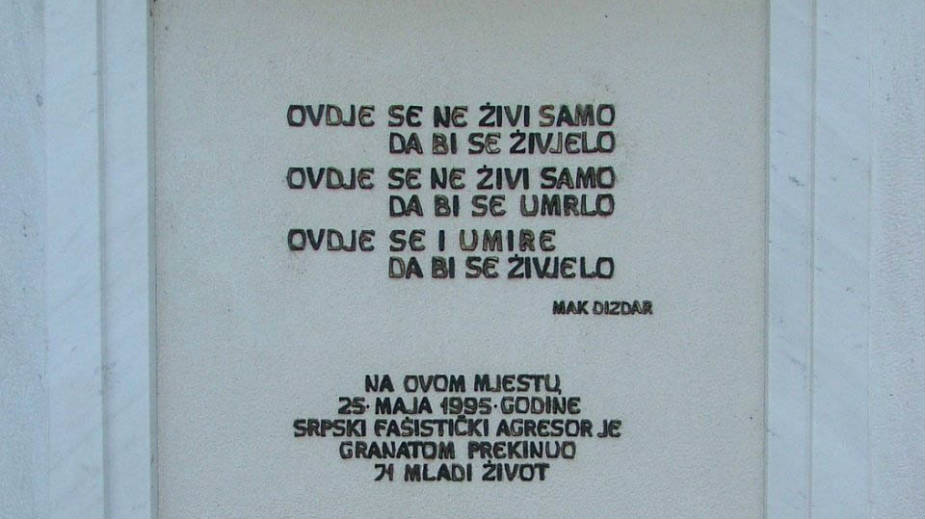 OVDJE SE NE ŽIVI SAMO
DA BI SE ŽIVJELO
OVDJE SE NE ŽIVI SAMO
DA BI SE UMRLO
OVDJE SE I UMIRE
DA BI SE ŽIVJELO
MAK DIZDAR
NA OVOM MJESTU,
25. MAJA 1995. GODINE
SRPSKI FAŠISTIČKI AGRESOR JE
GRANATOM PREKINUO
71 MLADI ŽIVOT